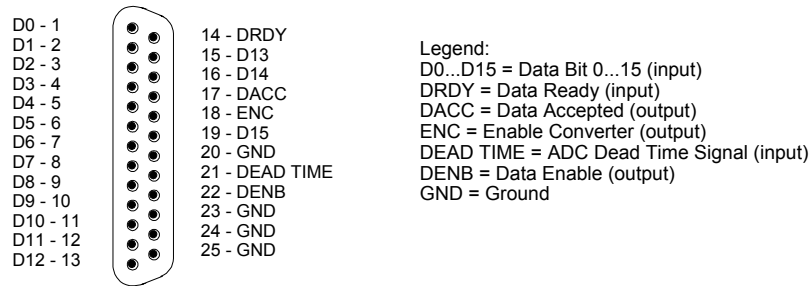 D0 - 1
D1 - 2
D2 - 3
D3 - 4
D4 - 5
D5 - 6
D6 - 7
D7 - 8
D8 - 9
D9 - 10
D10 - 11
D11 - 12
D12 - 13
14 - DRDY
15 - D13
16 - D14
17 - DACC
18 - ENC
19 - D15
20 - GND
21 - DEAD TIME
22 - DENB
23 - GND
24 - GND
25 - GND
Legend:
D0...D15 = Data Bit 0...15 (input)
DRDY = Data Ready (input)
DACC = Data Accepted (output)
ENC = Enable Converter (output)
DEAD TIME = ADC Dead Time Signal (input)
DENB = Data Enable (output)
GND = Ground